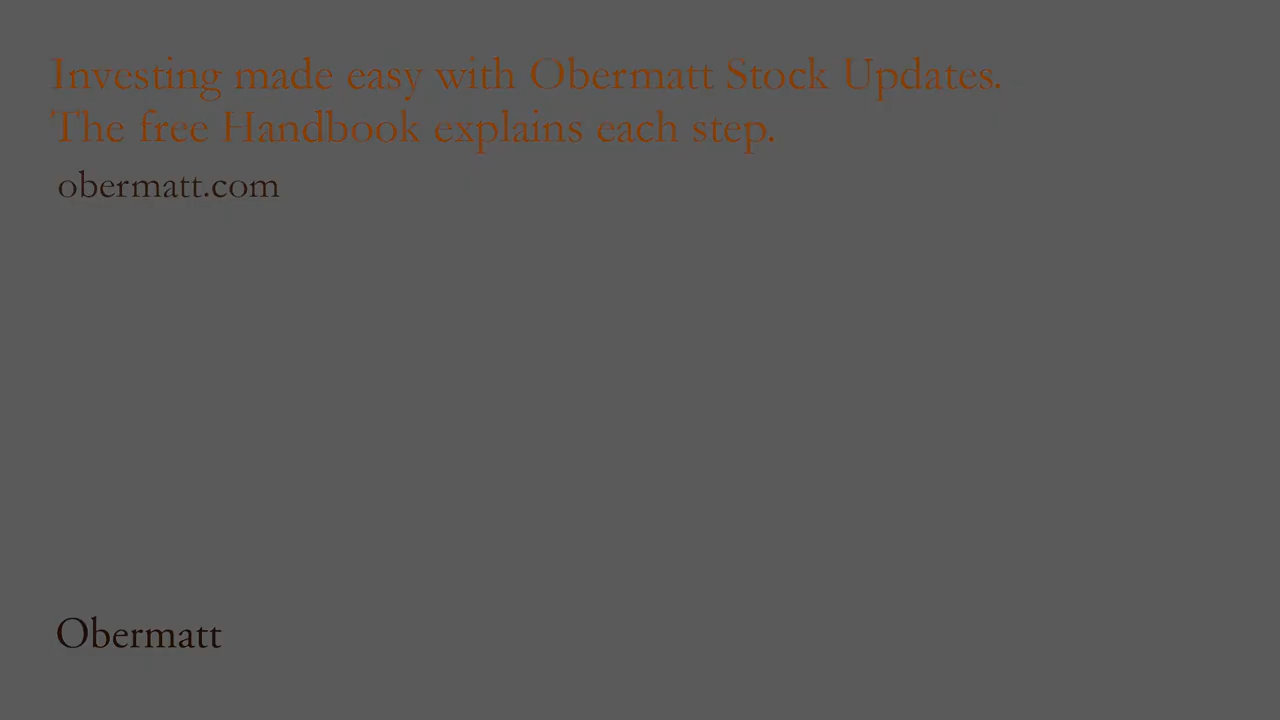 Investing made easy with Obermatt Stock Updates.
The free Handbook explains each step.
obermatt.com
Obermatt